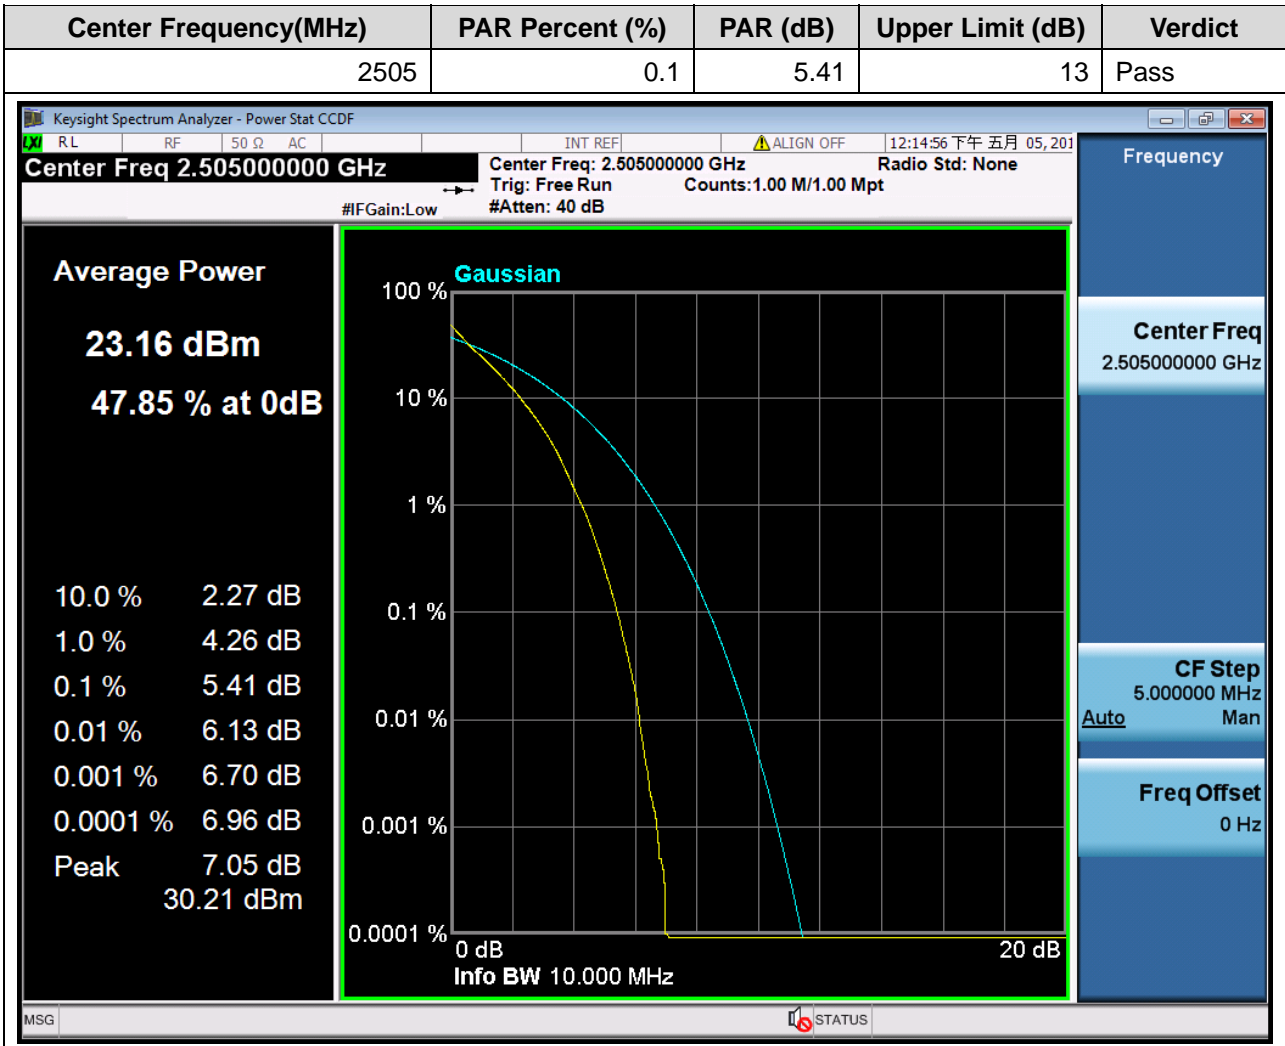 Center Frequency(MHz) PAR Percent (%) PAR (dB) Upper Limit (dB) Verdict
2505 0.1 5.41 13 Pass
Keysight Spectrum Analyzer - Power Stat CCDF
LXI RL RF 50 Ω AC INT REF ALIGN OFF 12:14:56 下午 五月 05, 201
Center Freq 2.505000000 GHz
Center Freq: 2.505000000 GHz Radio Std: None
Trig: Free Run Counts:1.00 M/1.00 Mpt
#IFGain:Low #Atten: 40 dB
Average Power
23.16 dBm
47.85 % at 0dB
10.0 % 2.27 dB
1.0 % 4.26 dB
0.1 % 5.41 dB
0.01 % 6.13 dB
0.001 % 6.70 dB
0.0001 % 6.96 dB
Peak 7.05 dB
30.21 dBm
Gaussian
100 %
10 %
1 %
0.1 %
0.01 %
0.001 %
0.0001 %
0 dB 20 dB
Info BW 10.000 MHz
Frequency
Center Freq
2.505000000 GHz
CF Step
5.000000 MHz
Auto Man
Freq Offset
0 Hz
MSG STATUS